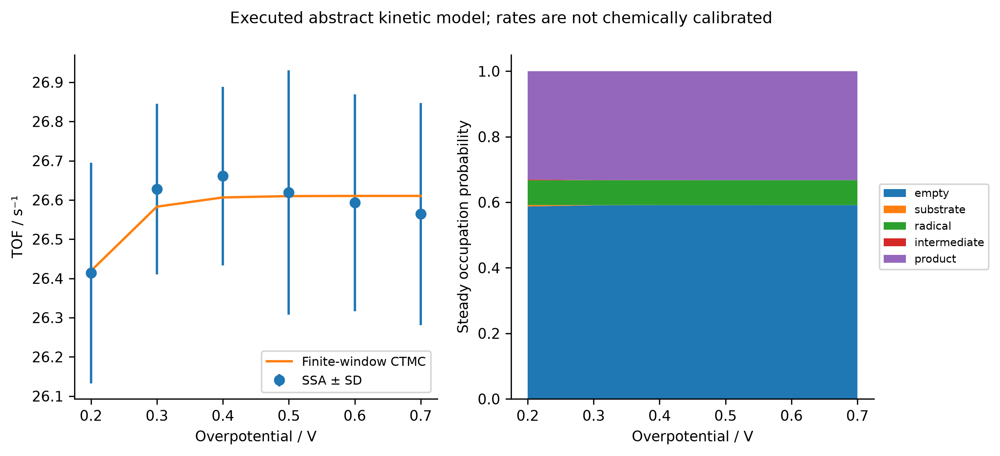 Executed abstract kinetic model; rates are not chemically calibrated
TOF / s⁻¹
26.9
26.8
26.7
26.6
26.5
26.4
26.3
26.2
26.1
0.2 0.3 0.4 0.5 0.6 0.7
Overpotential / V
Finite-window CTMC
SSA ± SD
Steady occupation probability
1.0
0.8
0.6
0.4
0.2
0.0
0.2 0.3 0.4 0.5 0.6 0.7
Overpotential / V
empty
substrate
radical
intermediate
product